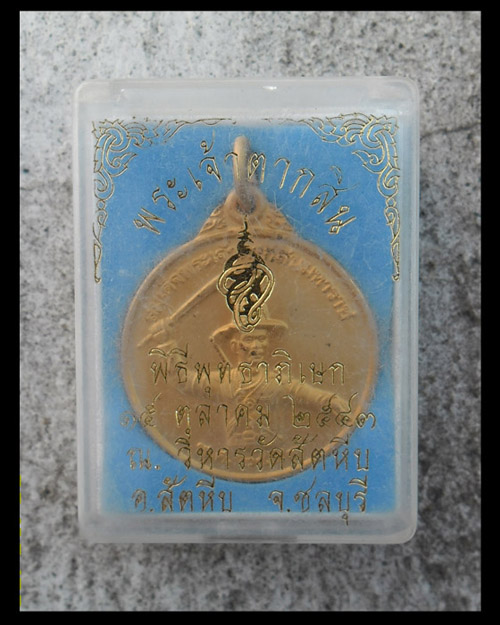 พระเจ้าตากสิน
พิธีพุทธาภิเษก
๑๕ ตุลาคม ๒๕๔๓
ณ. วิหารวัดสัตหีบ
อ.สัตหีบ จ.ชลบุรี